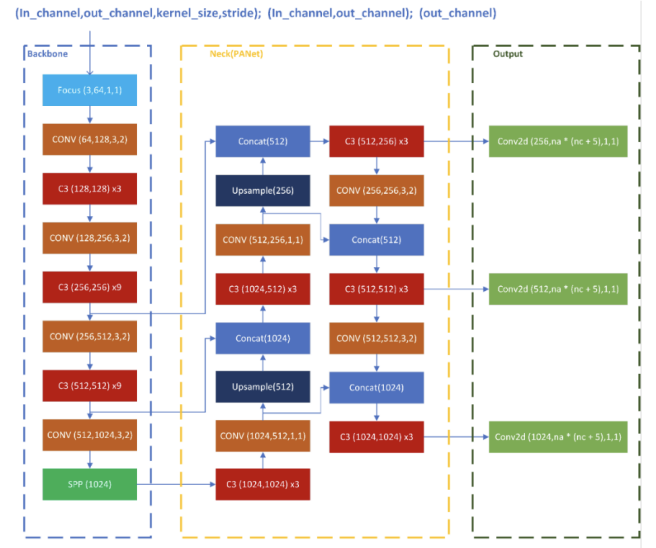 (In_channel,out_channel,kernel_size,stride); (In_channel,out_channel); (out_channel)
Backbone
Focus (3,64,1,1)
CONV (64,128,3,2)
C3 (128,128) x3
CONV (128,256,3,2)
C3 (256,256) x9
CONV (256,512,3,2)
C3 (512,512) x9
CONV (512,1024,3,2)
SPP (1024)
Neck(PANet)
Concat(512)
Upsample(256)
CONV (512,256,1,1)
C3 (1024,512) x3
Concat(1024)
Upsample(512)
CONV (1024,512,1,1)
C3 (1024,1024) x3
C3 (512,256) x3
CONV (256,256,3,2)
Concat(512)
C3 (512,512) x3
CONV (512,512,3,2)
Concat(1024)
C3 (1024,1024) x3
Output
Conv2d (256,na * (nc + 5),1,1)
Conv2d (512,na * (nc + 5),1,1)
Conv2d (1024,na * (nc + 5),1,1)